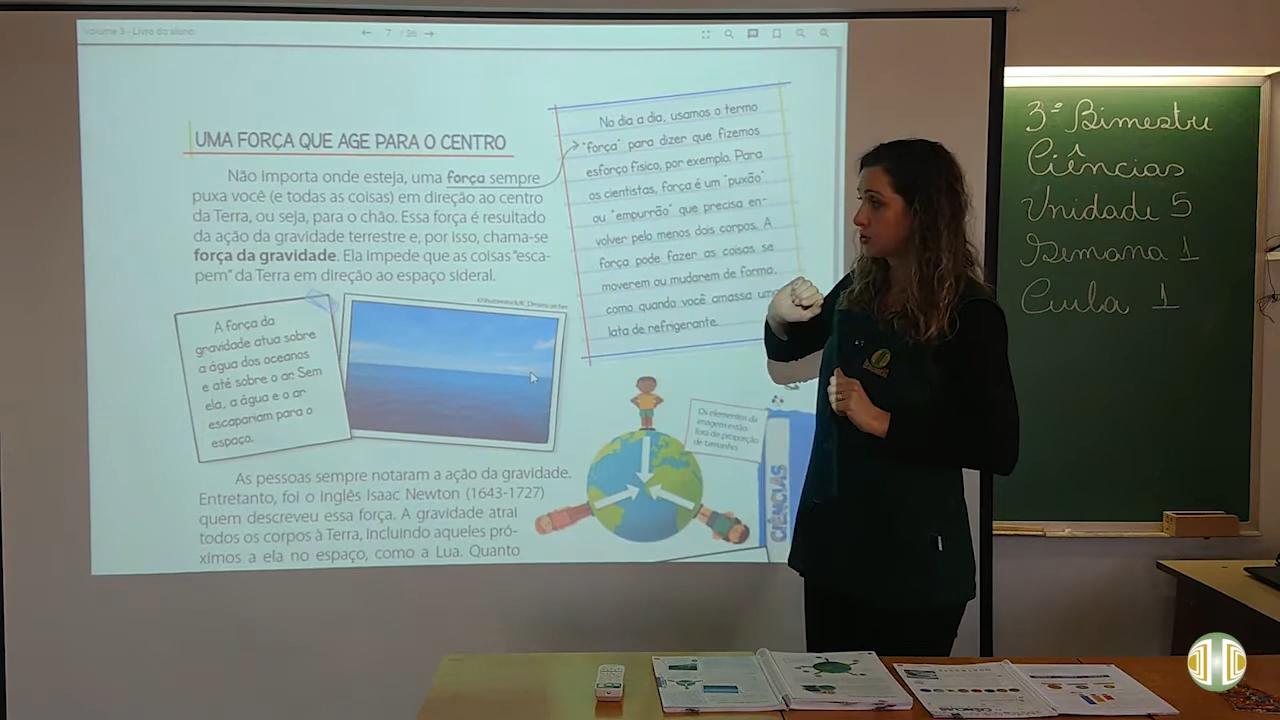 Volume 3 - Livro do aluno
7 / 36
UMA FORÇA QUE AGE PARA O CENTRO
Não importa onde esteja, uma força sempre
puxa você (e todas as coisas) em direção ao centro
da Terra, ou seja, para o chão. Essa força é resultado
da ação da gravidade terrestre e, por isso, chama-se
força da gravidade. Ela impede que as coisas "esca-
pem" da Terra em direção ao espaço sideral.
No dia a dia, usamos o termo
"força" para dizer que fizemos
esforço físico, por exemplo. Para
os cientistas, força é um "puxão"
ou "empurrão" que precisa en-
volver pelo menos dois corpos. A
força pode fazer as coisas se
moverem ou mudarem de forma,
como quando você amassa uma
lata de refrigerante.
A força da
gravidade atua sobre
a água dos oceanos
e até sobre o ar. Sem
ela, a água e o ar
escapariam para o
espaço.
Os elementos da
imagem estão
fora de proporção
de tamanho.
CIÊNCIAS
As pessoas sempre notaram a ação da gravidade.
Entretanto, foi o inglês Isaac Newton (1643-1727)
quem descreveu essa força. A gravidade atrai
todos os corpos à Terra, incluindo aqueles pró-
ximos a ela no espaço, como a Lua. Quanto
3º Bimestre
Ciências
Unidade 5
Semana 1
Aula 1